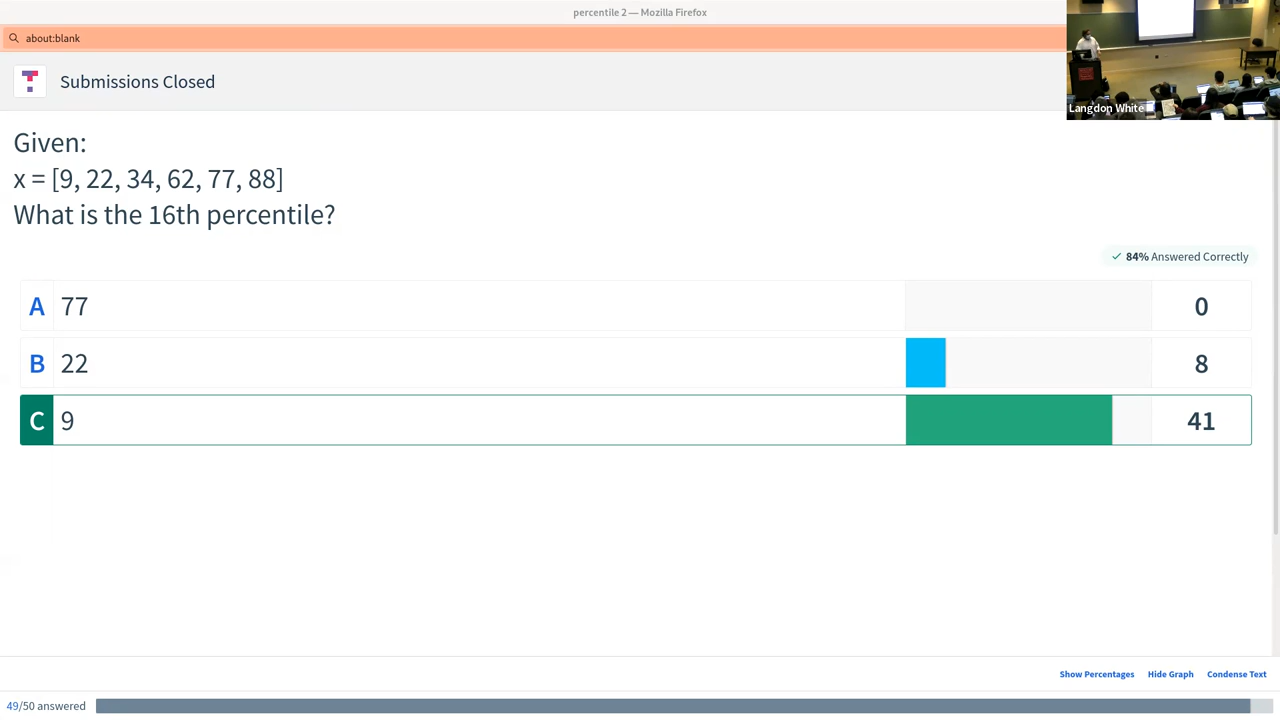 percentile 2 — Mozilla Firefox
about:blank
Submissions Closed
Langdon White
Given:
x = [9, 22, 34, 62, 77, 88]
What is the 16th percentile?
84% Answered Correctly
A 77 0
B 22 8
C 9 41
Show Percentages Hide Graph Condense Text
49/50 answered